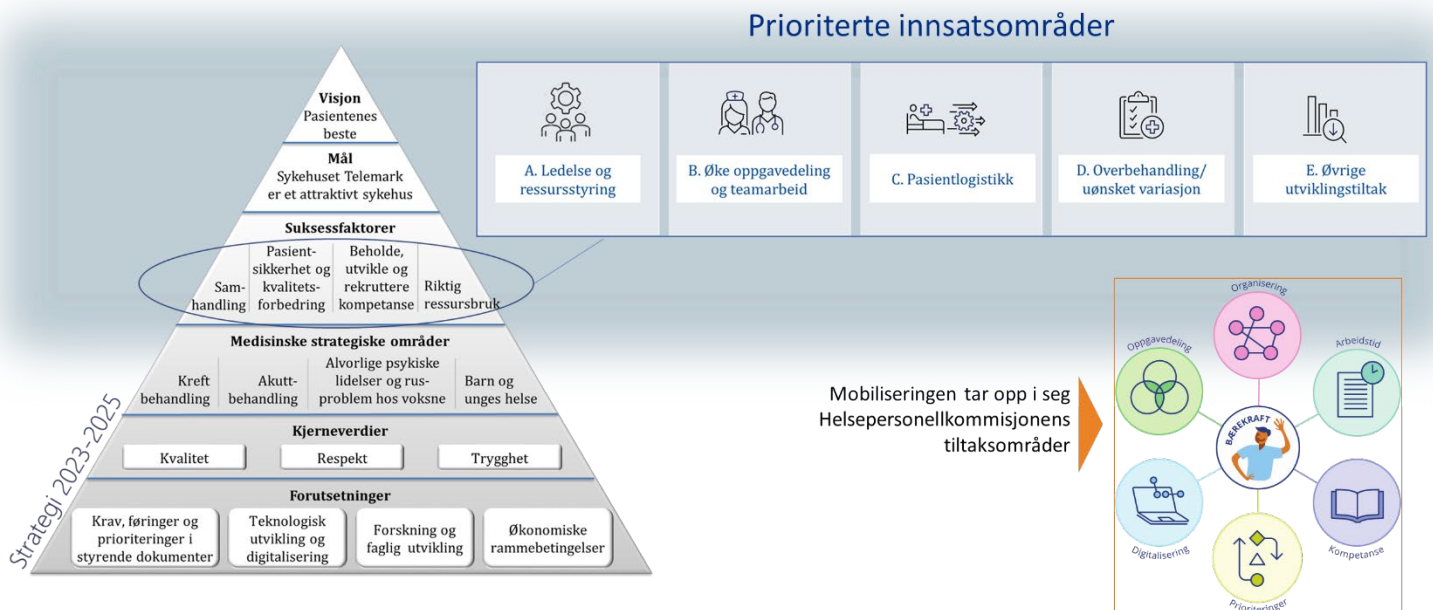 Prioriterte innsatsområder
A. Ledelse og
ressursstyring
B. Øke oppgavedeling
og teamarbeid
C. Pasientlogistikk
D. Overbehandling/
uønsket variasjon
E. Øvrige
utviklingstiltak
Visjon
Pasientenes
beste
Mål
Sykehuset Telemark
er et attraktivt sykehus
Suksessfaktorer
Sam-
handling
Pasient-
sikkerhet og
kvalitets-
forbedring
Beholde,
utvikle og
rekruttere
kompetanse
Riktig
ressursbruk
Medisinske strategiske områder
Kreft
behandling
Akutt-
behandling
Alvorlige psykiske
lidelser og rus-
problem hos voksne
Barn og
unges helse
Kjerneverdier
Kvalitet
Respekt
Trygghet
Forutsetninger
Krav, føringer og
prioriteringer i
styrende dokumenter
Teknologisk
utvikling og
digitalisering
Forskning og
faglig utvikling
Økonomiske
rammebetingelser
Strategi 2023-2025
Mobiliseringen tar opp i seg
Helsepersonellkommisjonens
tiltaksområder
Organisering
Oppgavedeling
Arbeidstid
BÆREKRAFT
Digitalisering
Kompetanse
Prioriteringer